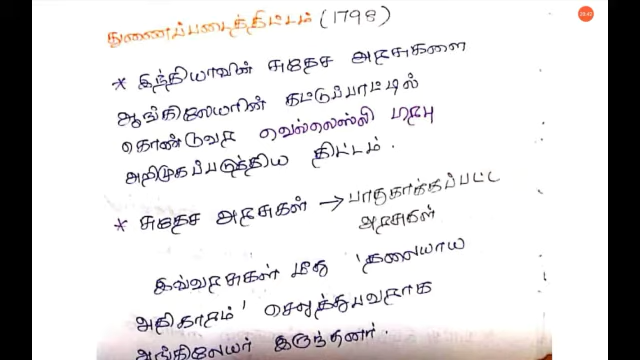 துணைப்படைத்திட்டம் (1798)
* இந்தியாவின் சுதேச அரசுகளை
ஆங்கிலேயரின் கட்டுப்பாட்டில்
கொண்டுவர வெல்லெஸ்லி பிரபு
அறிமுகப்படுத்திய திட்டம்.
* சுதேச அரசுகள் → பாதுகாக்கப்பட்ட
அரசுகள்
இவ்வரசுகள் மீது 'தலையாய
அதிகாரம்' செலுத்துபவராக
ஆங்கிலேயர் இருந்தனர்.